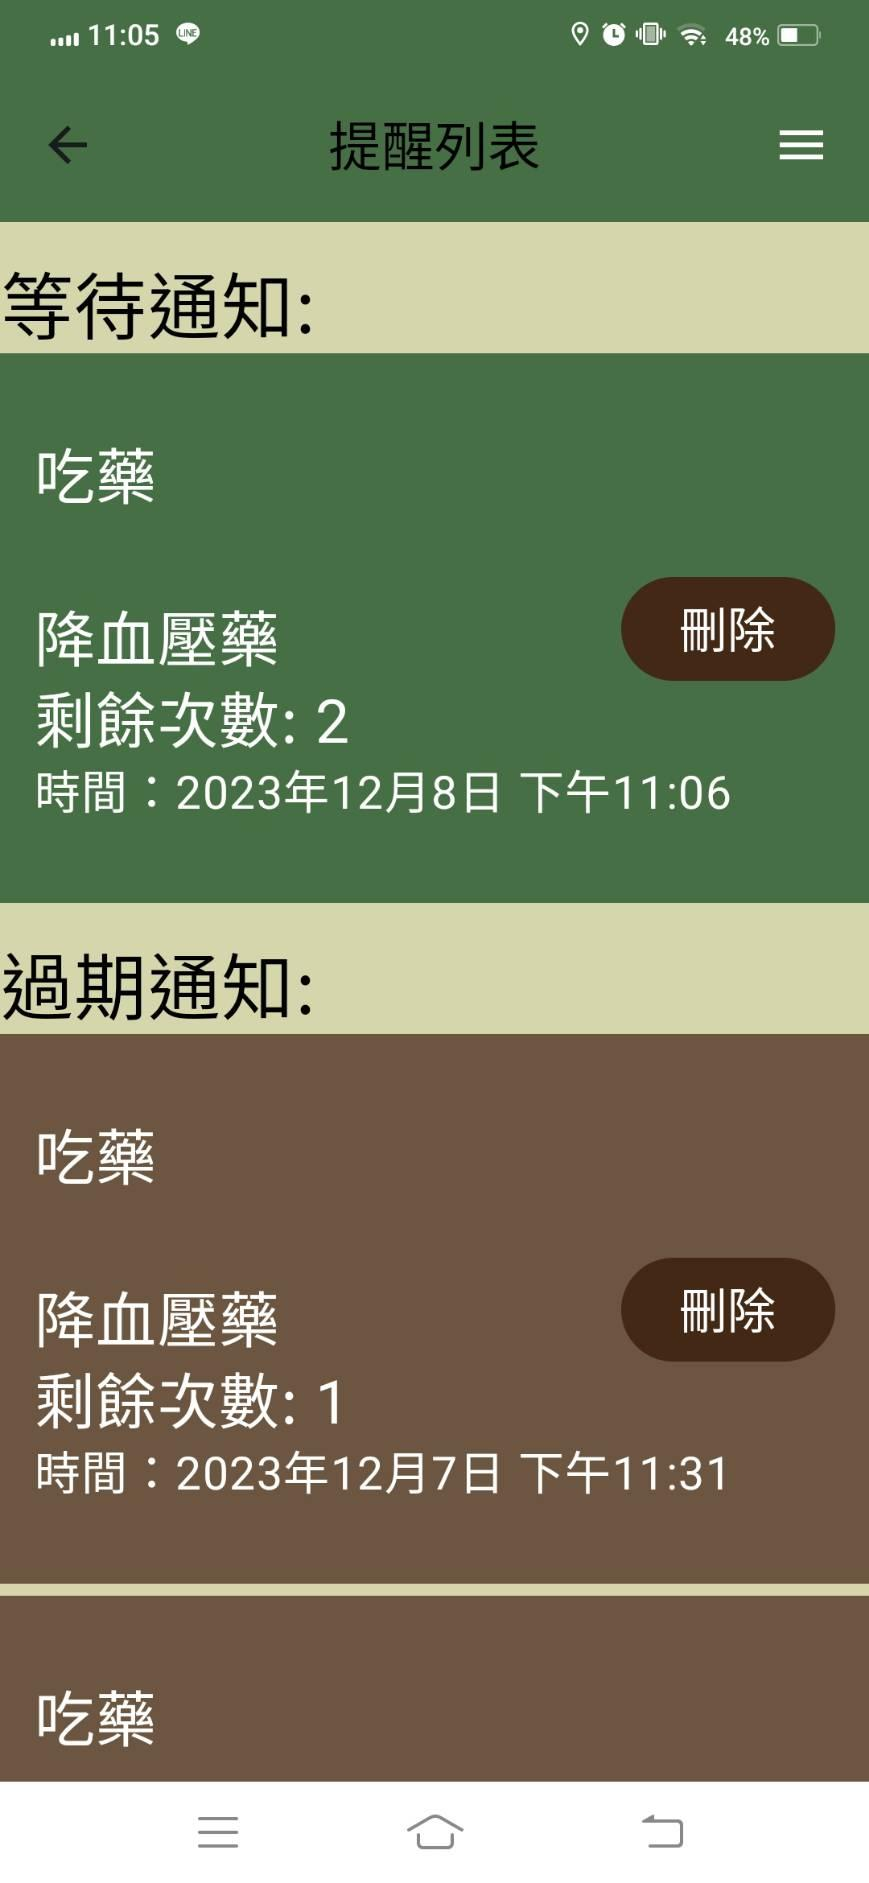 11:05 LINE 48%
提醒列表
等待通知:
吃藥
降血壓藥
刪除
剩餘次數: 2
時間：2023年12月8日 下午11:06
過期通知:
吃藥
降血壓藥
刪除
剩餘次數: 1
時間：2023年12月7日 下午11:31
吃藥